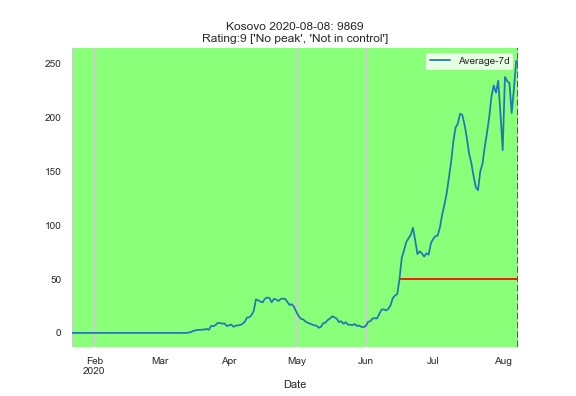 Kosovo 2020-08-08: 9869
Rating:9 ['No peak', 'Not in control']
Average-7d
250
200
150
100
50
0
Feb Mar Apr May Jun Jul Aug
2020
Date